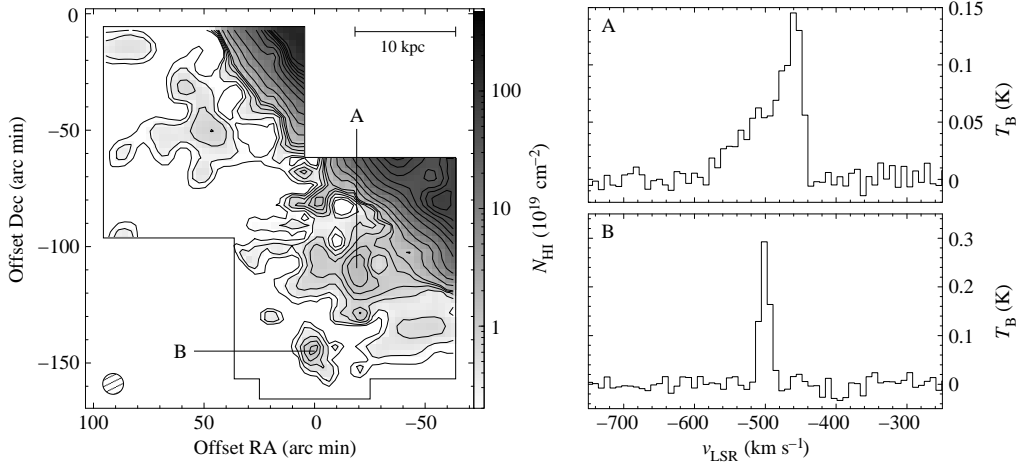 0
−50
−100
−150
Offset Dec (arc min)
100
50
0
−50
Offset RA (arc min)
10 kpc
A
B
100
10
1
N_HI (10^19 cm^−2)
A
0.15
0.10
0.05
0
T_B (K)
B
0.3
0.2
0.1
0
T_B (K)
−700
−600
−500
−400
−300
v_LSR (km s^−1)